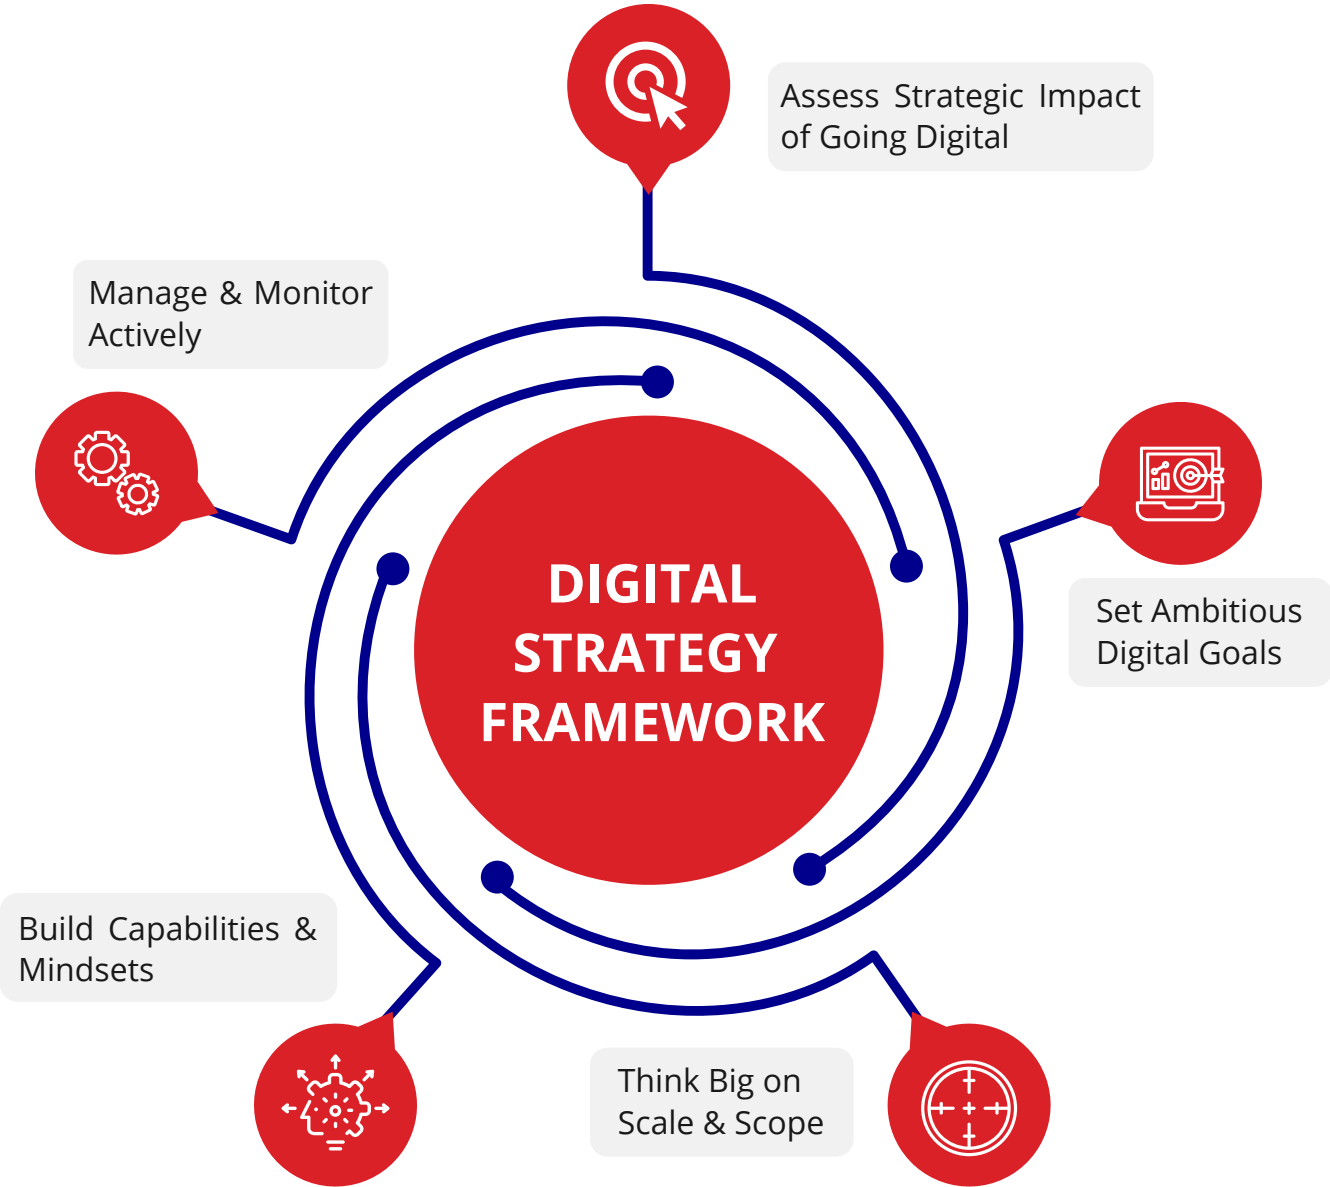 Assess Strategic Impact
of Going Digital
Manage & Monitor
Actively
DIGITAL
STRATEGY
FRAMEWORK
Set Ambitious
Digital Goals
Build Capabilities &
Mindsets
Think Big on
Scale & Scope